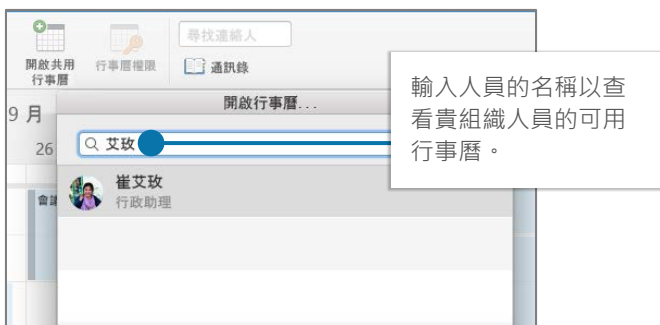 尋找連絡人
開啟共用
行事曆
行事曆權限
通訊錄
9 月
開啟行事曆...
26
艾玫
崔艾玫
行政助理
會議
輸入人員的名稱以查
看貴組織人員的可用
行事曆。